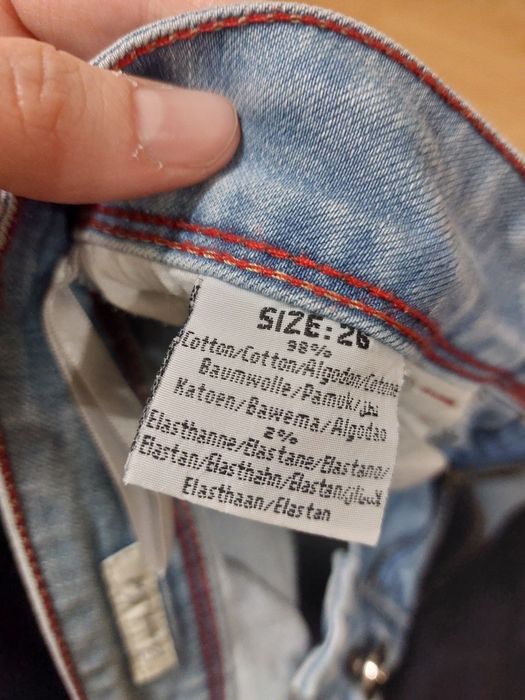 SIZE: 26
98%
Cotton/Cotton/Algodon/Cotone
Baumwolle/Pamuk/قطن
Katoen/Bawema/Algodao
2%
Elasthanne/Elastane/Elastano/
Elastan/Elasthahn/Elastan/إلاستان
Elasthaan/Elastan